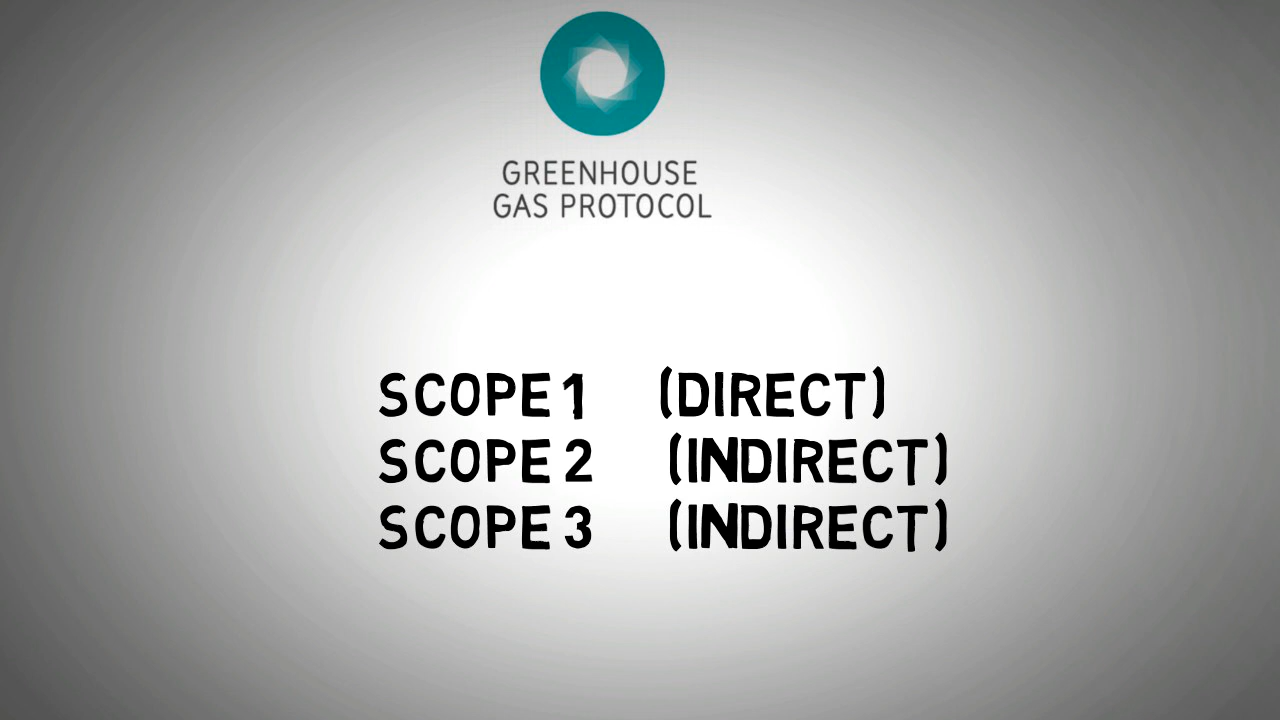 GREENHOUSE
GAS PROTOCOL
SCOPE 1 (DIRECT)
SCOPE 2 (INDIRECT)
SCOPE 3 (INDIRECT)